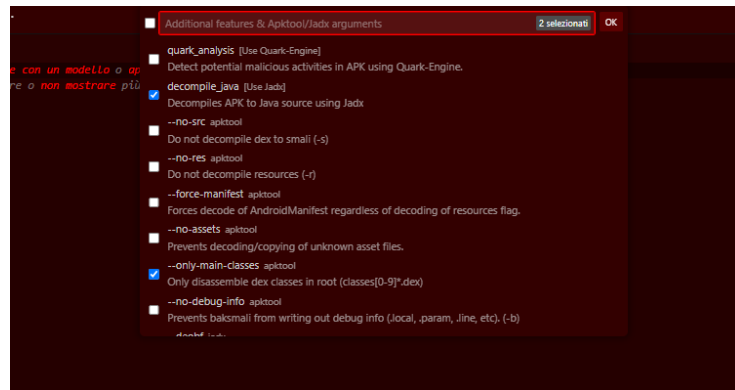 Additional features & Apktool/Jadx arguments 2 selezionati OK
quark_analysis [Use Quark-Engine]
Detect potential malicious activities in APK using Quark-Engine.
e con un modello o
decompile_java [Use Jadx]
re o non mostrare più
Decompiles APK to Java source using Jadx
--no-src apktool
Do not decompile dex to smali (-s)
--no-res apktool
Do not decompile resources (-r)
--force-manifest apktool
Forces decode of AndroidManifest regardless of decoding of resources flag.
--no-assets apktool
Prevents decoding/copying of unknown asset files.
--only-main-classes apktool
Only disassemble dex classes in root (classes[0-9]*.dex)
--no-debug-info apktool
Prevents baksmali from writing out debug info (.local, .param, .line, etc). (-b)